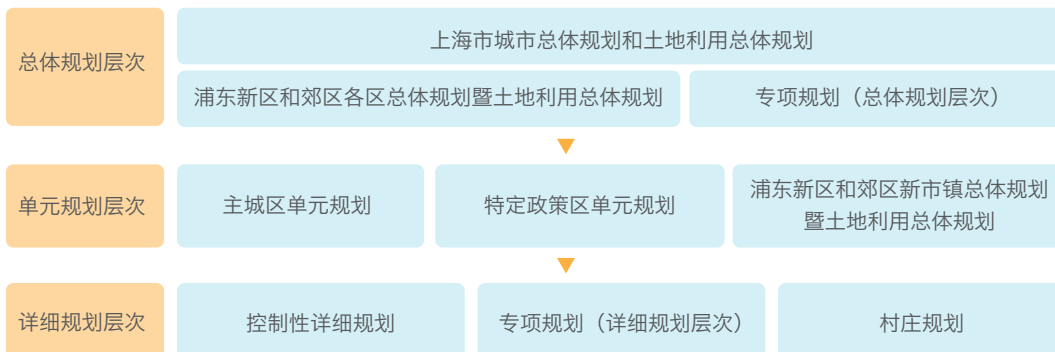 总体规划层次
上海市城市总体规划和土地利用总体规划
浦东新区和郊区各区总体规划暨土地利用总体规划
专项规划（总体规划层次）
单元规划层次
主城区单元规划
特定政策区单元规划
浦东新区和郊区新市镇总体规划
暨土地利用总体规划
详细规划层次
控制性详细规划
专项规划（详细规划层次）
村庄规划